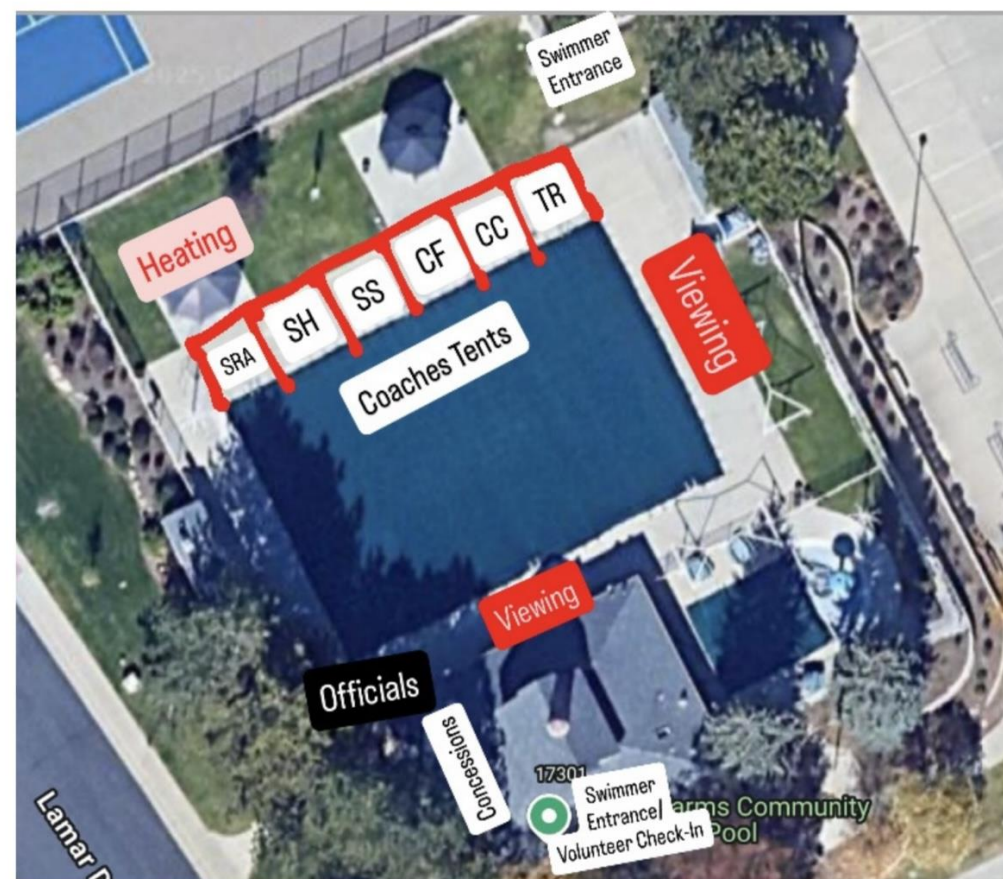 Swimmer
Entrance
TR
CC
CF
SS
SH
SRA
Heating
Viewing
Coaches Tents
Viewing
Officials
Concessions
17301
Swimmer
Entrance/
Volunteer Check-In
arms Community
Pool
Lamar